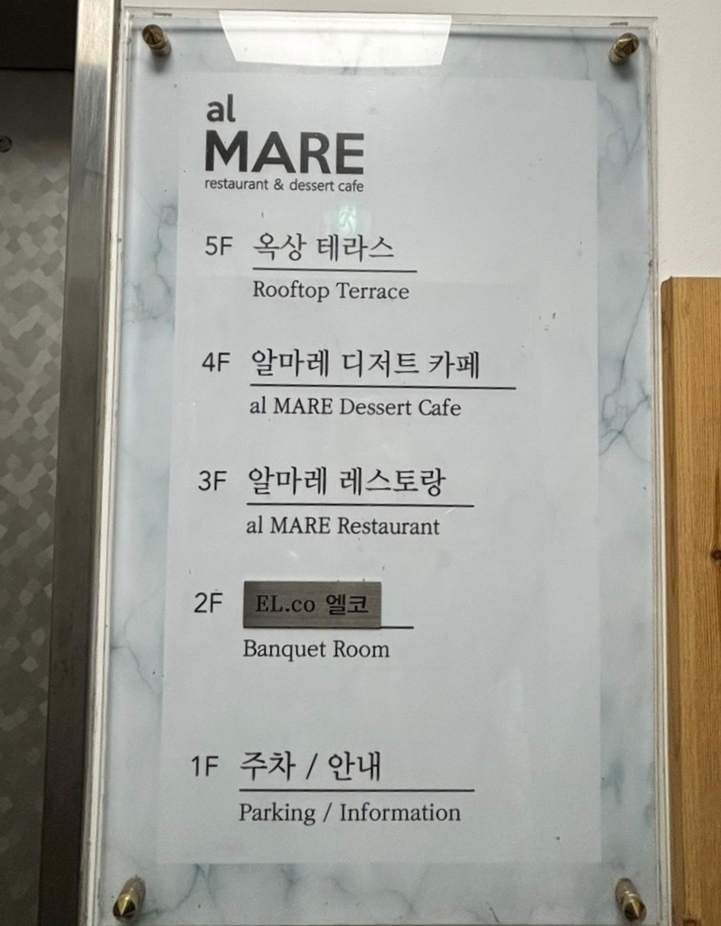 al
MARE
restaurant & dessert cafe
5F 옥상 테라스
Rooftop Terrace
4F 알마레 디저트 카페
al MARE Dessert Cafe
3F 알마레 레스토랑
al MARE Restaurant
2F EL.co 엘코
Banquet Room
1F 주차 / 안내
Parking / Information